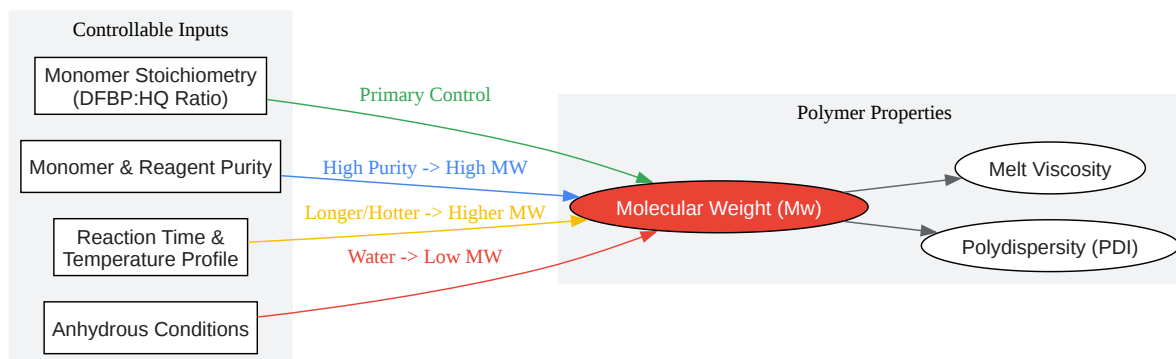 Controllable Inputs
Monomer Stoichiometry
(DFBP:HQ Ratio)
Primary Control
Polymer Properties
Monomer & Reagent Purity
High Purity -> High MW
Melt Viscosity
Longer/Hotter -> Higher MW
Molecular Weight (Mw)
Reaction Time &
Temperature Profile
Water -> Low MW
Polydispersity (PDI)
Anhydrous Conditions